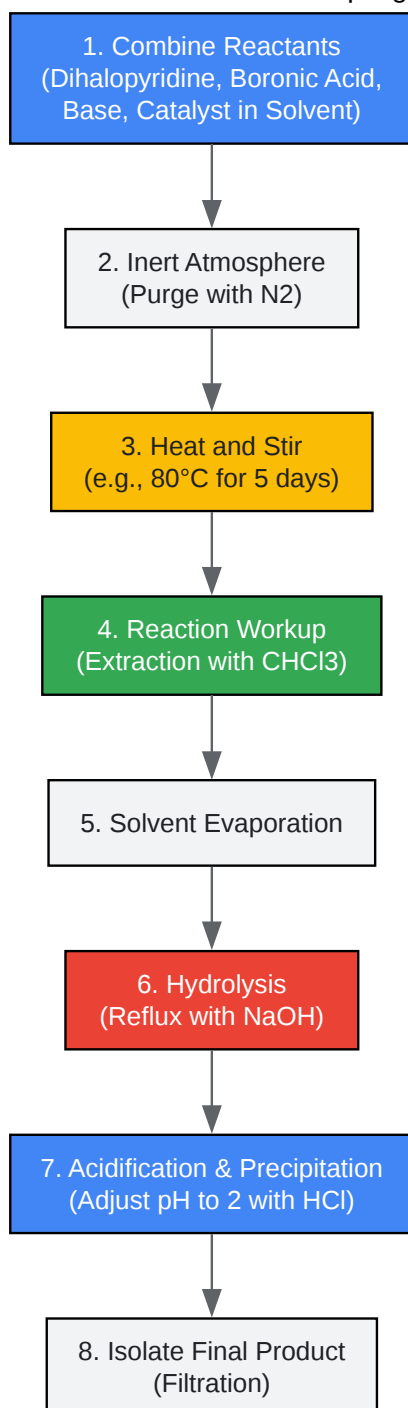 1. Combine Reactants
(Dihalopyridine, Boronic Acid,
Base, Catalyst in Solvent)
2. Inert Atmosphere
(Purge with N2)
3. Heat and Stir
(e.g., 80°C for 5 days)
4. Reaction Workup
(Extraction with CHCl3)
5. Solvent Evaporation
6. Hydrolysis
(Reflux with NaOH)
7. Acidification & Precipitation
(Adjust pH to 2 with HCl)
8. Isolate Final Product
(Filtration)